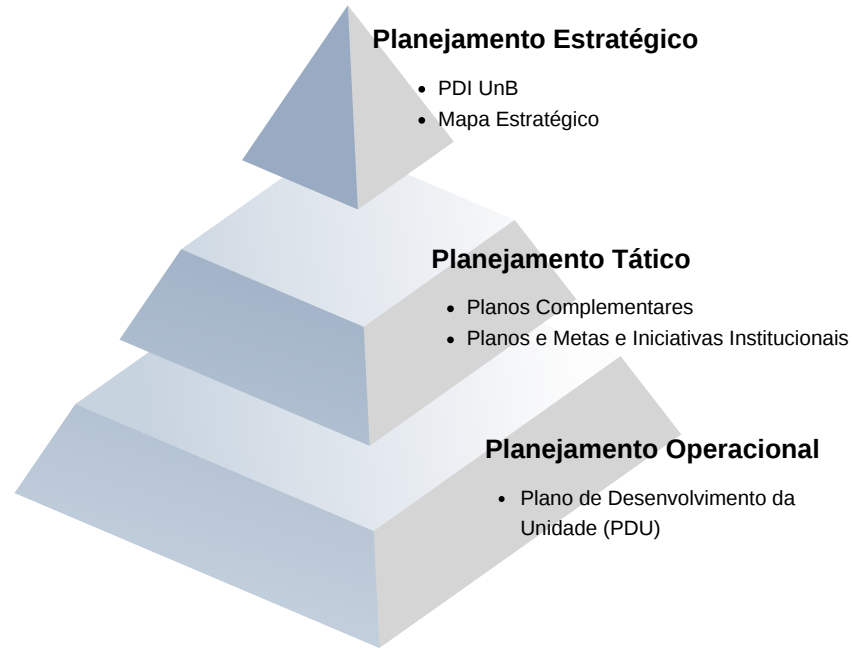 Planejamento Estratégico
• PDI UnB
• Mapa Estratégico
Planejamento Tático
• Planos Complementares
• Planos e Metas e Iniciativas Institucionais
Planejamento Operacional
• Plano de Desenvolvimento da
Unidade (PDU)